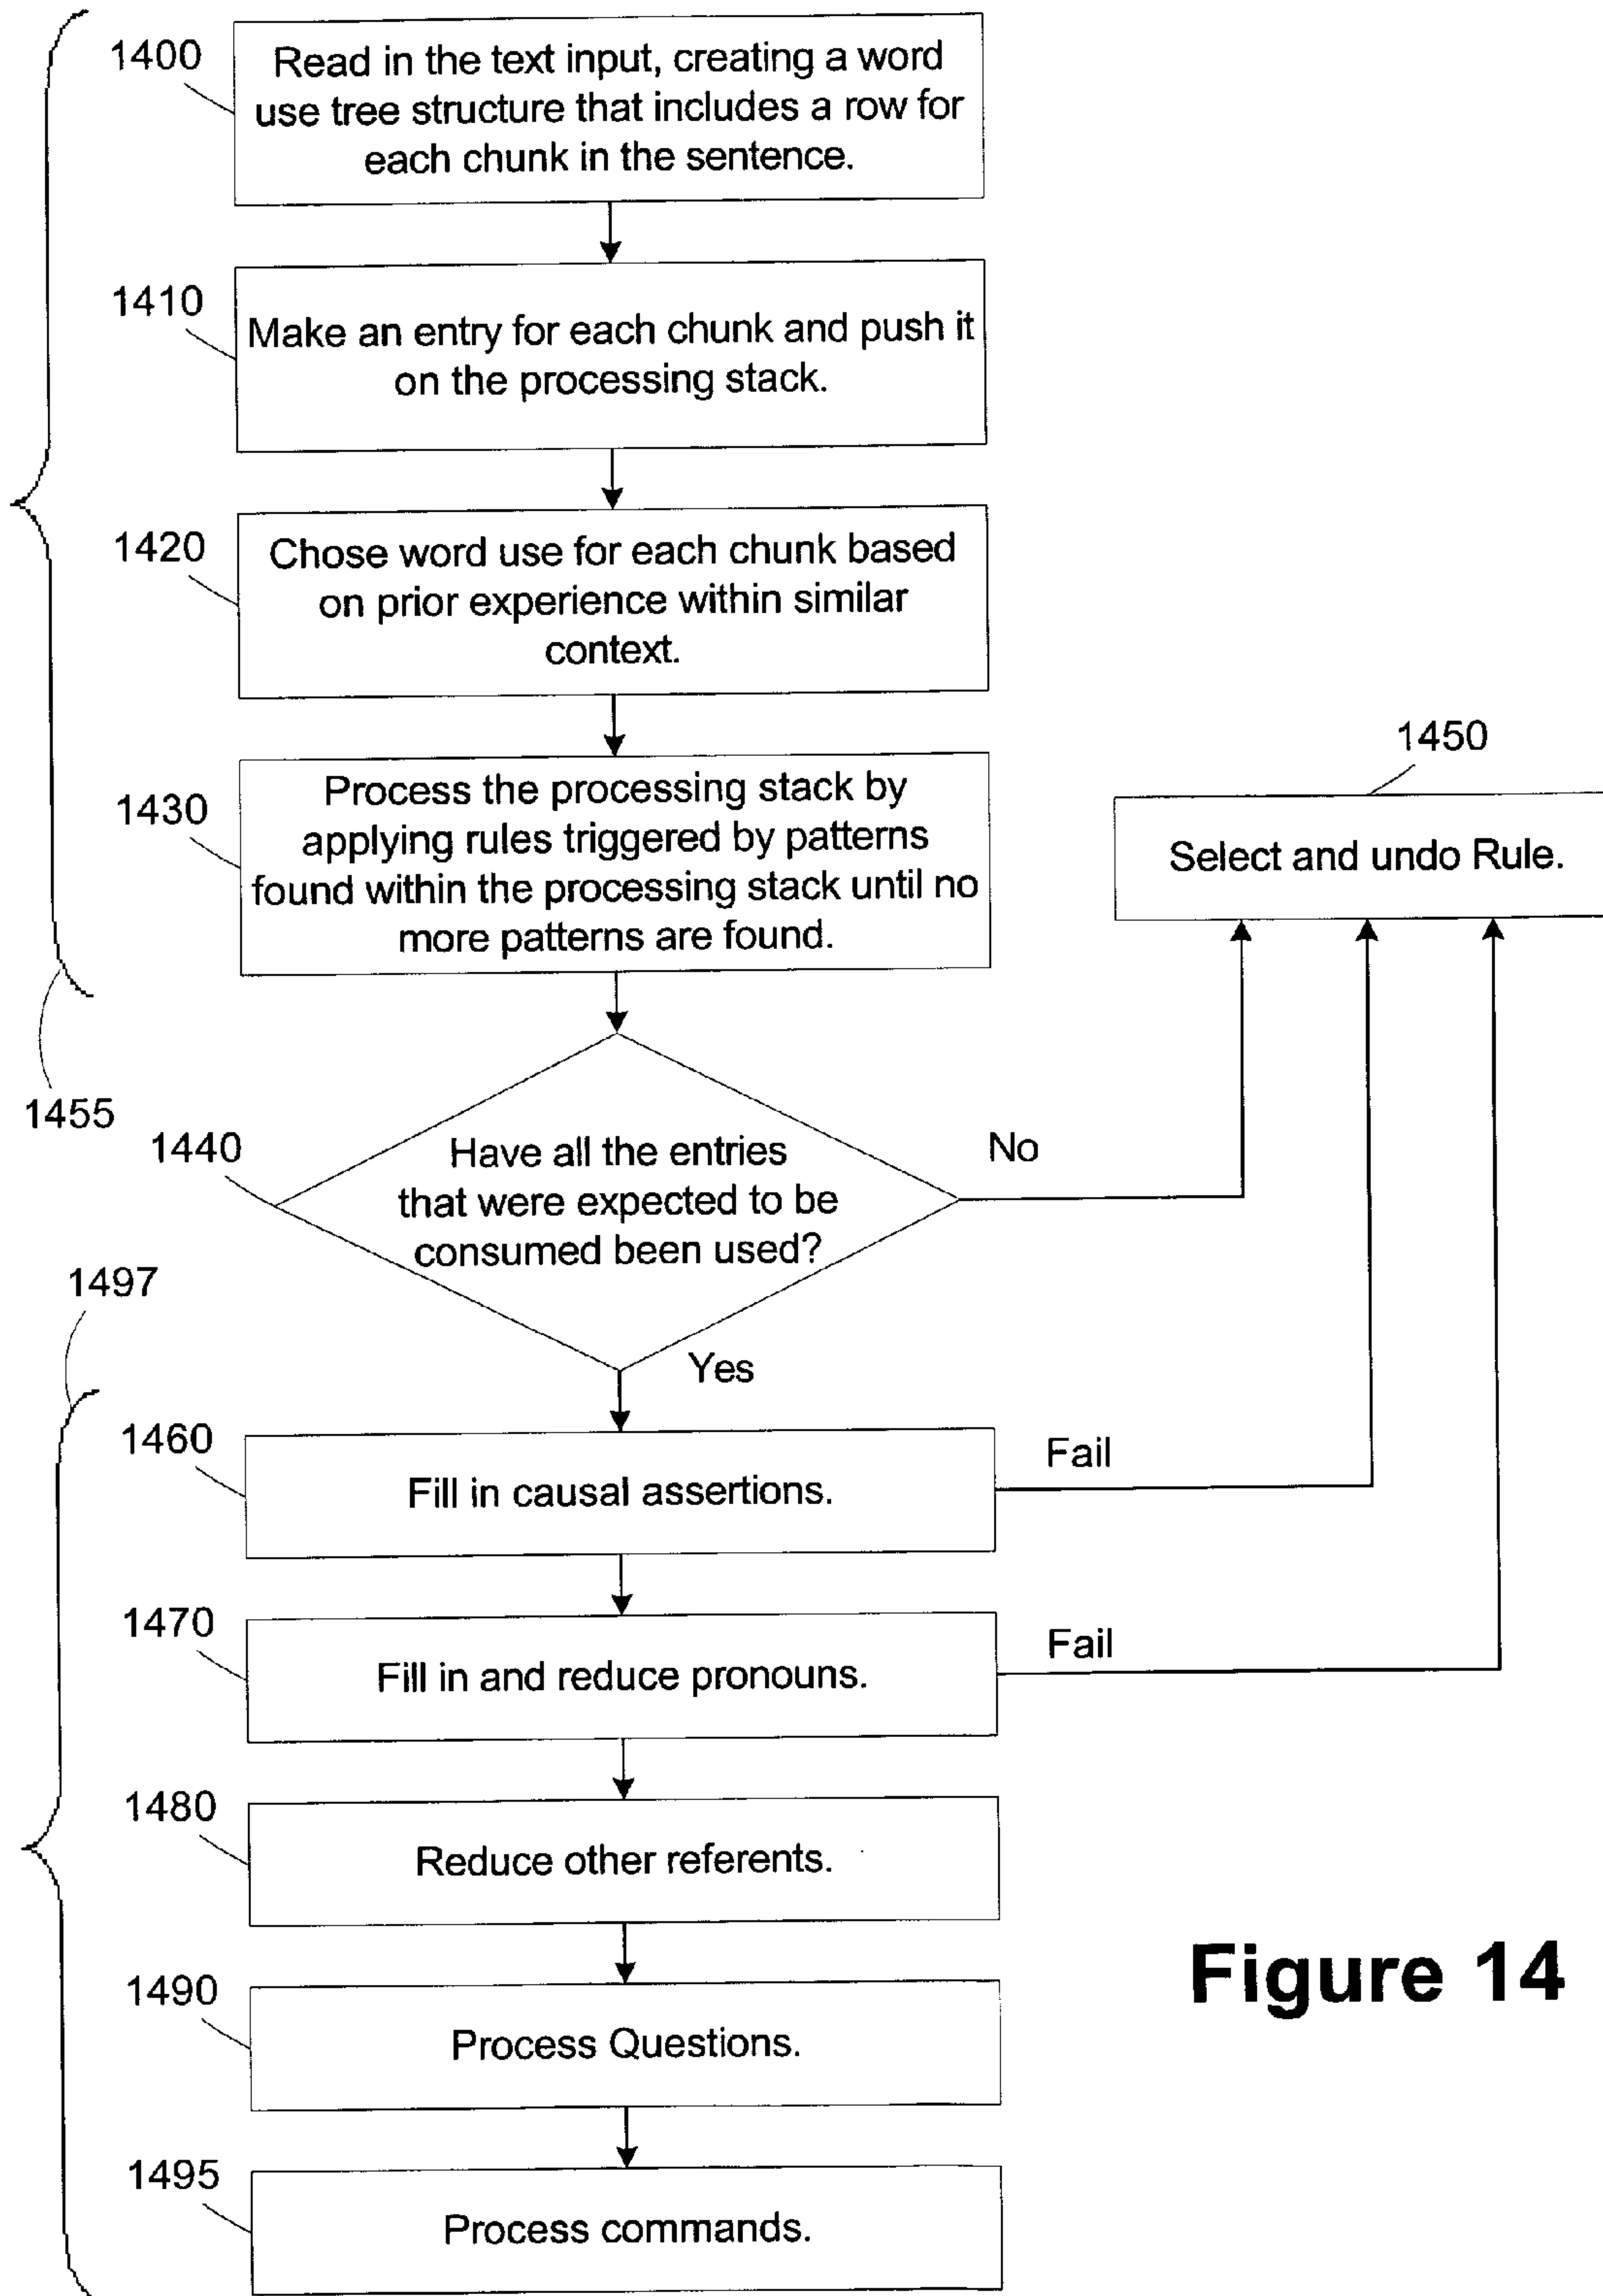 1400
Read in the text input, creating a word
use tree structure that includes a row for
each chunk in the sentence.
1410
Make an entry for each chunk and push it
on the processing stack.
1420
Chose word use for each chunk based
on prior experience within similar
context.
1430
Process the processing stack by
applying rules triggered by patterns
found within the processing stack until no
more patterns are found.
1450
Select and undo Rule.
1455
1440
Have all the entries
that were expected to be
consumed been used?
No
Yes
1497
1460
Fill in causal assertions.
Fail
1470
Fill in and reduce pronouns.
Fail
1480
Reduce other referents.
1490
Process Questions.
1495
Process commands.
Figure 14